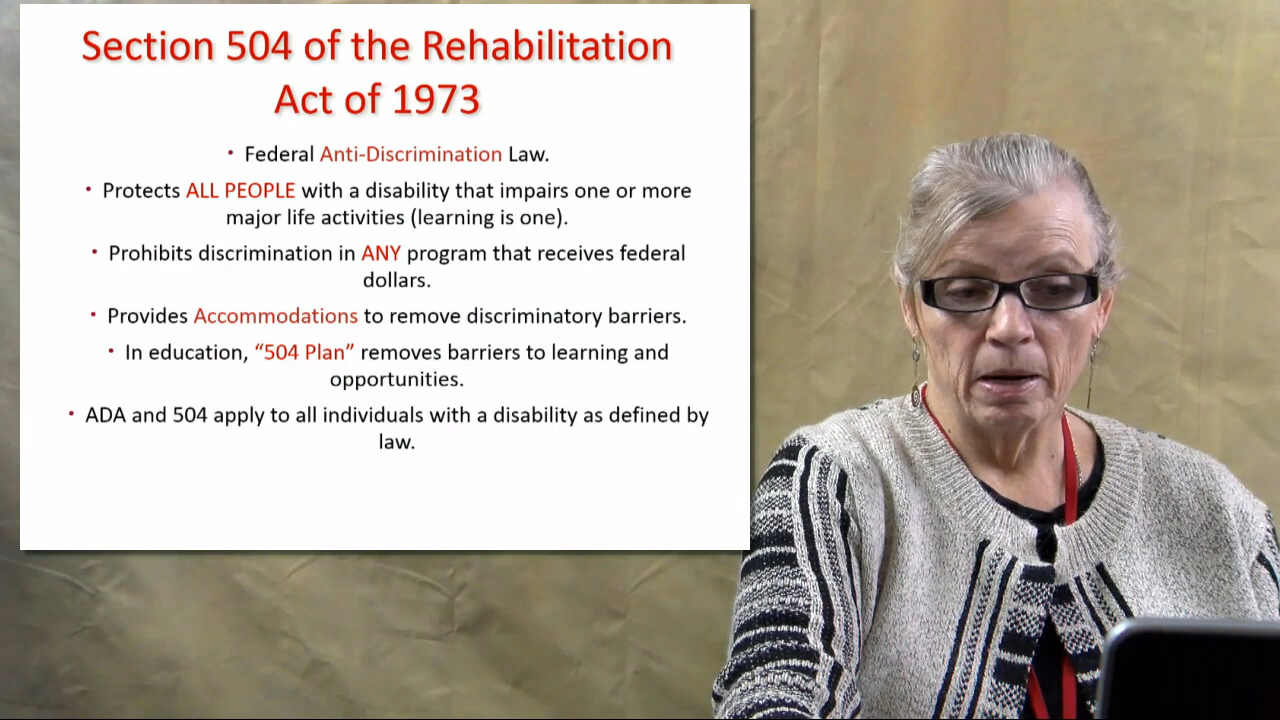 Section 504 of the Rehabilitation
Act of 1973
• Federal Anti-Discrimination Law.
• Protects ALL PEOPLE with a disability that impairs one or more
major life activities (learning is one).
• Prohibits discrimination in ANY program that receives federal
dollars.
• Provides Accommodations to remove discriminatory barriers.
• In education, “504 Plan” removes barriers to learning and
opportunities.
• ADA and 504 apply to all individuals with a disability as defined by
law.